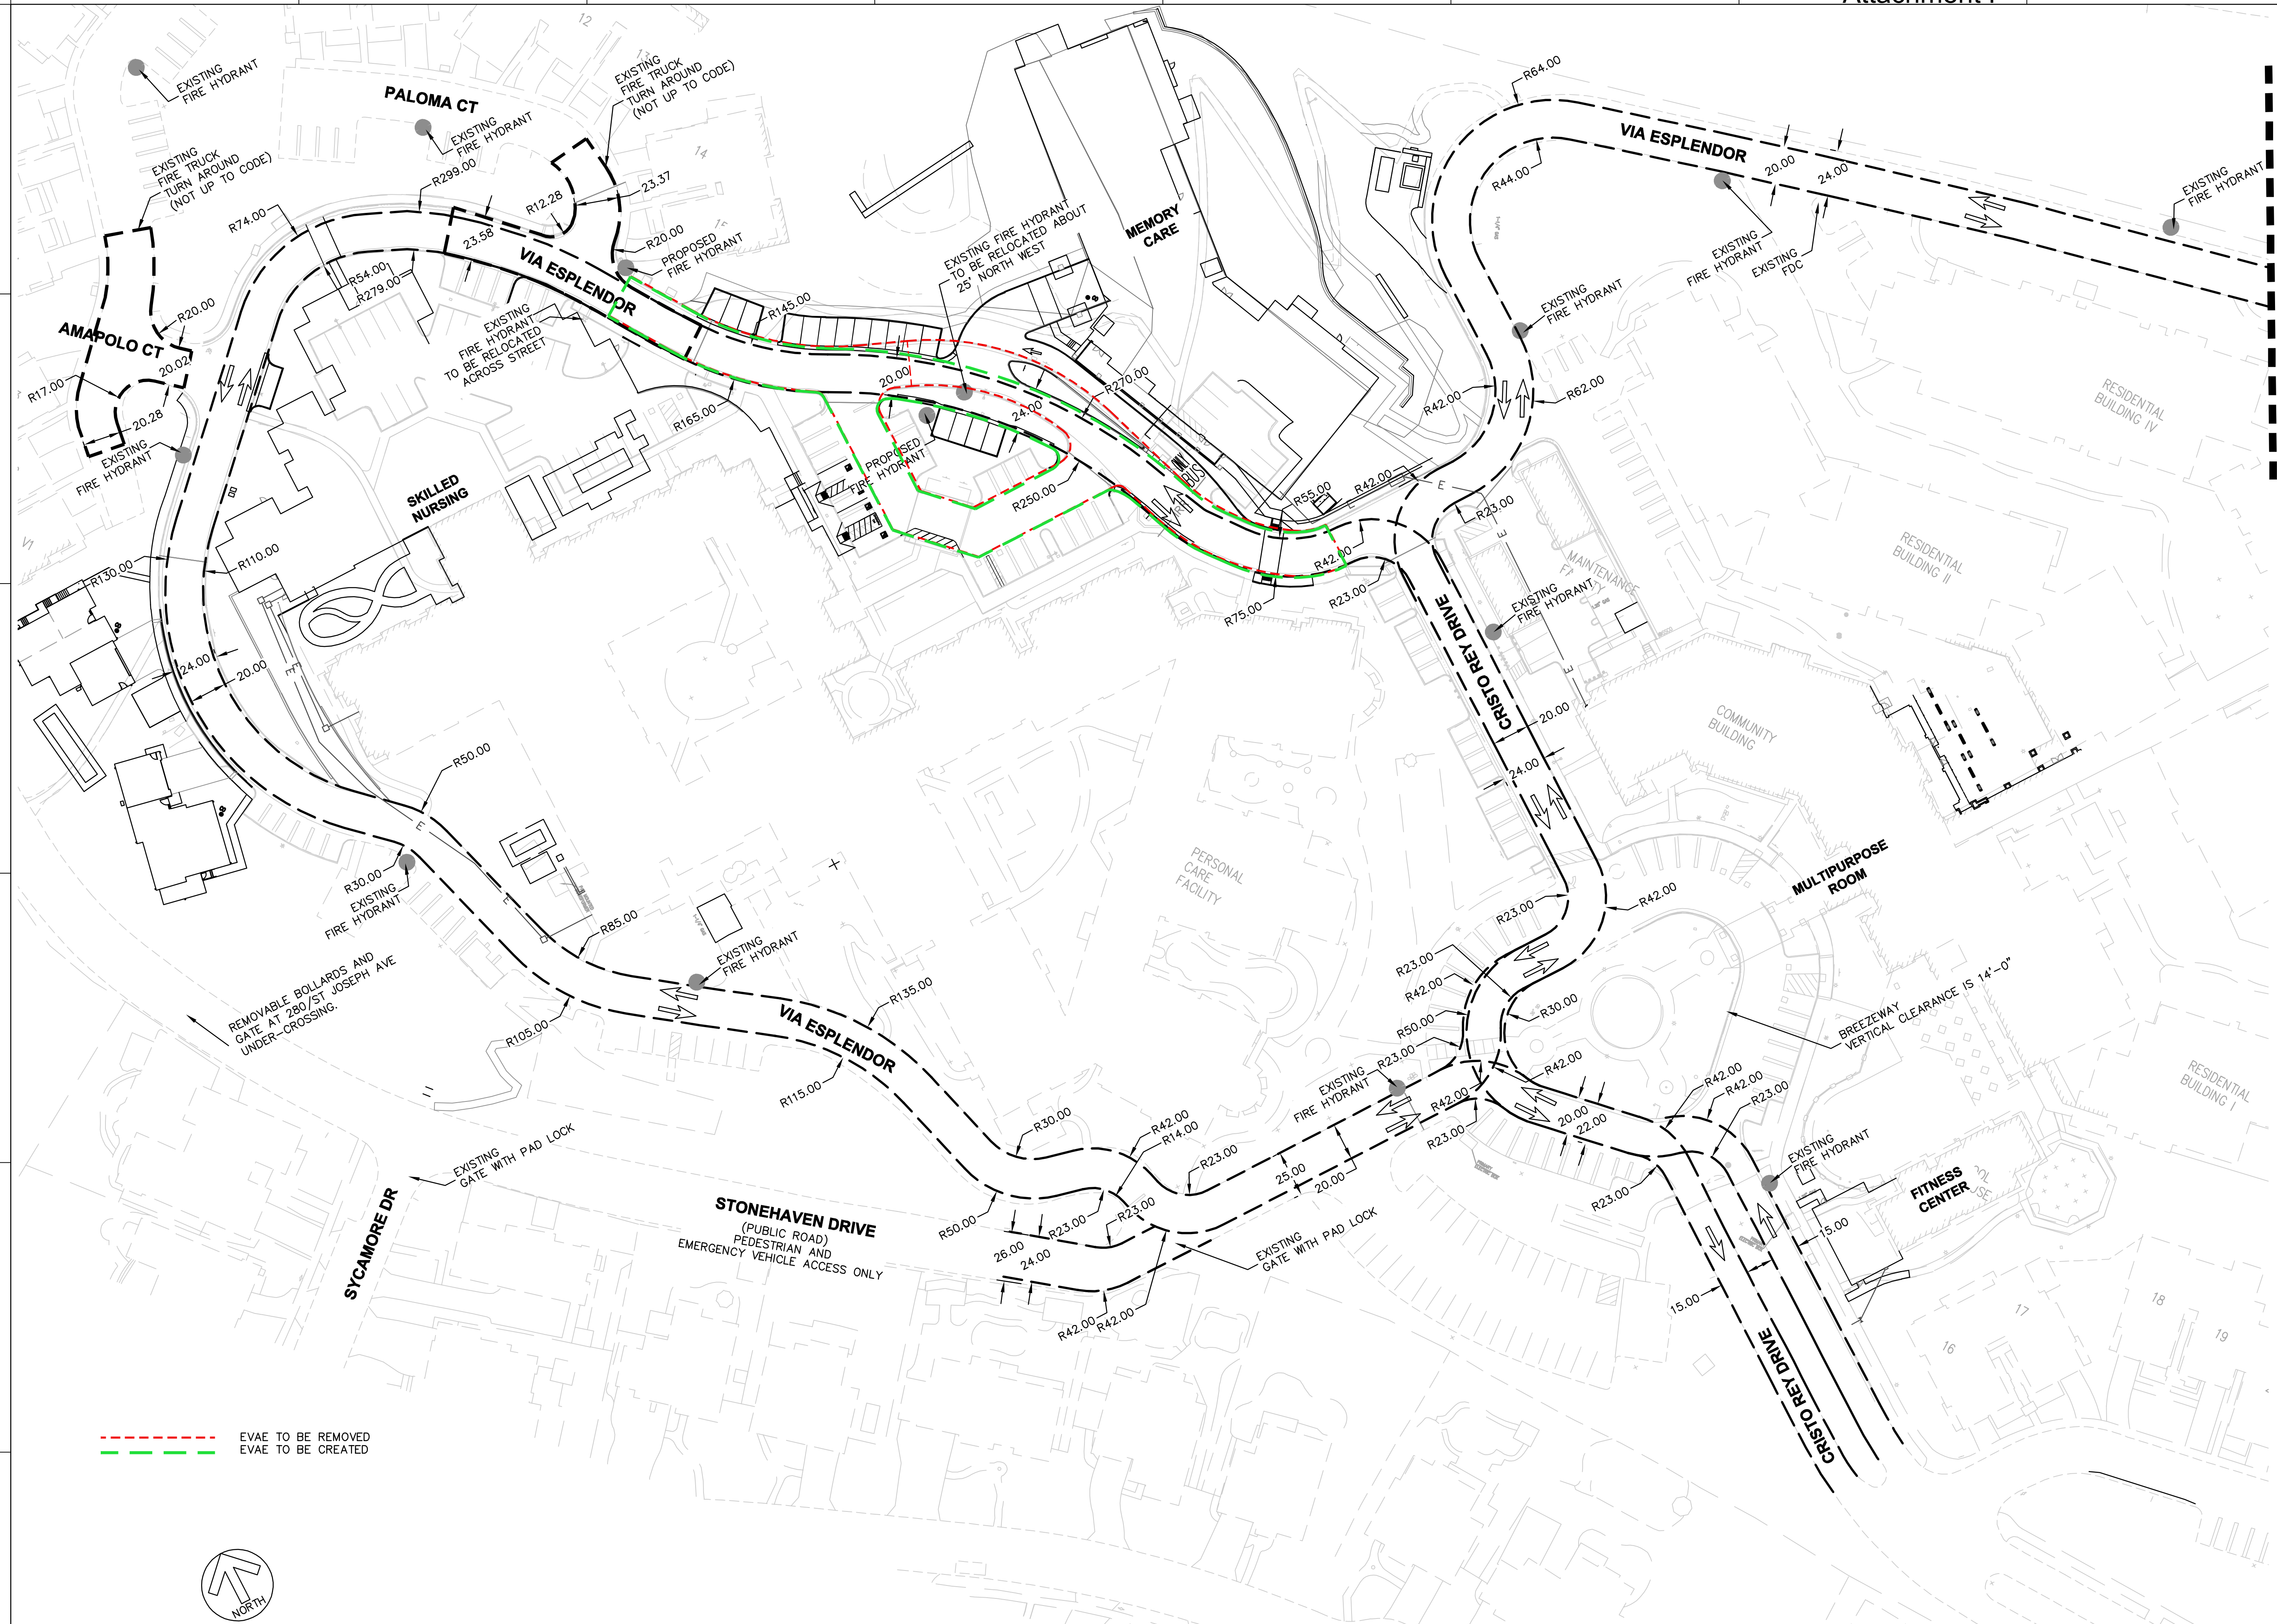 12
13
EXISTING
FIRE HYDRANT
PALOMA CT
EXISTING
FIRE TRUCK
TURN AROUND
(NOT UP TO CODE)
EXISTING
FIRE HYDRANT
14
EXISTING
FIRE TRUCK
TURN AROUND
(NOT UP TO CODE)
R299.00
R74.00
R12.28
23.37
23.58
R20.00
PROPOSED
FIRE HYDRANT
VIA ESPLENDOR
R54.00
R279.00
R20.00
AMAPOLO CT
20.02
R17.00
20.28
EXISTING
FIRE HYDRANT
EXISTING
FIRE HYDRANT
TO BE RELOCATED
ACROSS STREET
R145.00
EXISTING FIRE HYDRANT
TO BE RELOCATED ABOUT
25' NORTH WEST
MEMORY
CARE
R165.00
20.00
24.00
R270.00
PROPOSED
FIRE HYDRANT
R250.00
ONLY
BUS
R55.00
R42.00
R42.00
R75.00
R23.00
R23.00
E
E
E
E
R64.00
VIA ESPLENDOR
R44.00
20.00
24.00
EXISTING
FIRE HYDRANT
EXISTING
FDC
EXISTING
FIRE HYDRANT
EXISTING
FIRE HYDRANT
R42.00
R62.00
RESIDENTIAL
BUILDING IV
RESIDENTIAL
BUILDING II
MAINTENANCE
EXISTING
FIRE HYDRANT
SKILLED
NURSING
R130.00
R110.00
24.00
20.00
E
E
R50.00
E
E
R30.00
EXISTING
FIRE HYDRANT
CRISTO REY DRIVE
20.00
24.00
COMMUNITY
BUILDING
MULTIPURPOSE
ROOM
PERSONAL
CARE
FACILITY
R23.00
R42.00
REMOVABLE BOLLARDS AND
GATE AT 280/ST JOSEPH AVE
UNDER-CROSSING.
R85.00
EXISTING
FIRE HYDRANT
R105.00
R135.00
VIA ESPLENDOR
R115.00
R23.00
R42.00
R50.00
R23.00
R30.00
R42.00
BREEZEWAY
VERTICAL CLEARANCE IS 14'-0"
EXISTING
FIRE HYDRANT
R42.00
R23.00
20.00
22.00
R42.00
R42.00
R23.00
RESIDENTIAL
BUILDING I
R30.00
R42.00
R14.00
R23.00
25.00
20.00
R50.00
R23.00
R23.00
EXISTING
GATE WITH PAD LOCK
SYCAMORE DR
STONEHAVEN DRIVE
(PUBLIC ROAD)
PEDESTRIAN AND
EMERGENCY VEHICLE ACCESS ONLY
26.00
24.00
EXISTING
GATE WITH PAD LOCK
R42.00
R42.00
EXISTING
FIRE HYDRANT
R23.00
FITNESS
CENTER
15.00
15.00
CRISTO REY DRIVE
16
17
18
19
EVAE TO BE REMOVED
EVAE TO BE CREATED
NORTH